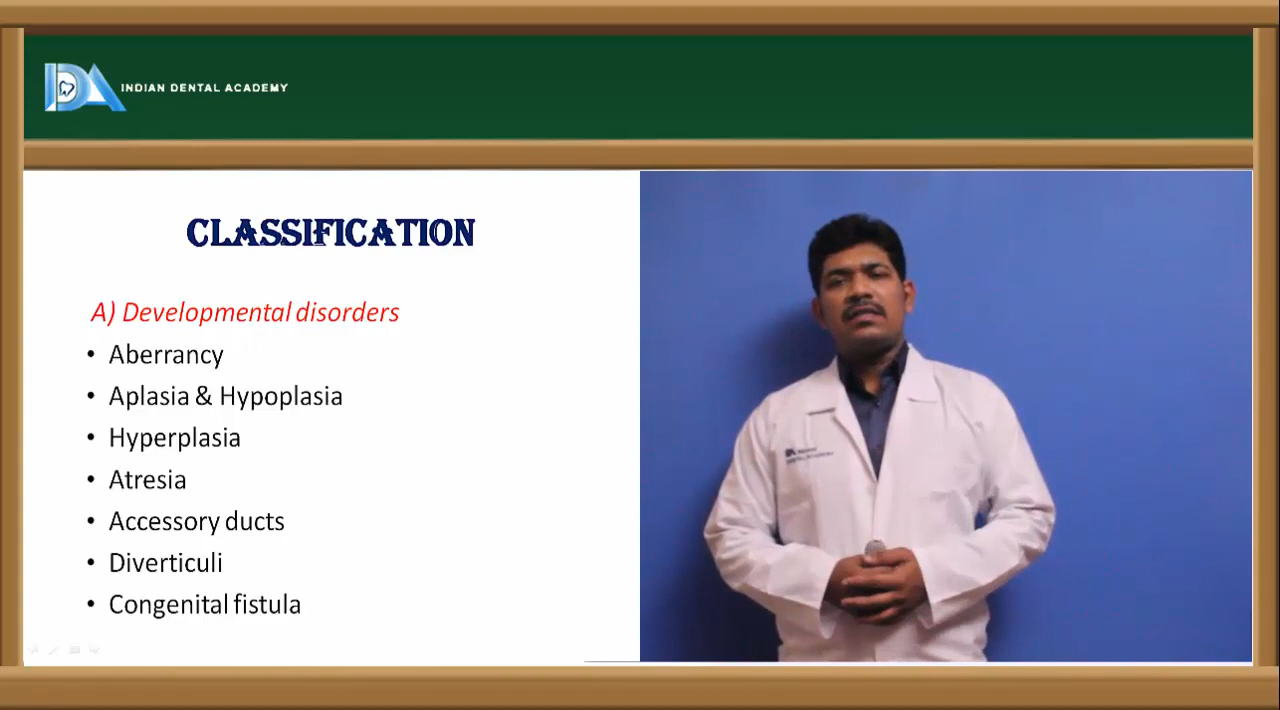 INDIAN DENTAL ACADEMY
CLASSIFICATION
A) Developmental disorders
• Aberrancy
• Aplasia & Hypoplasia
• Hyperplasia
• Atresia
• Accessory ducts
• Diverticuli
• Congenital fistula